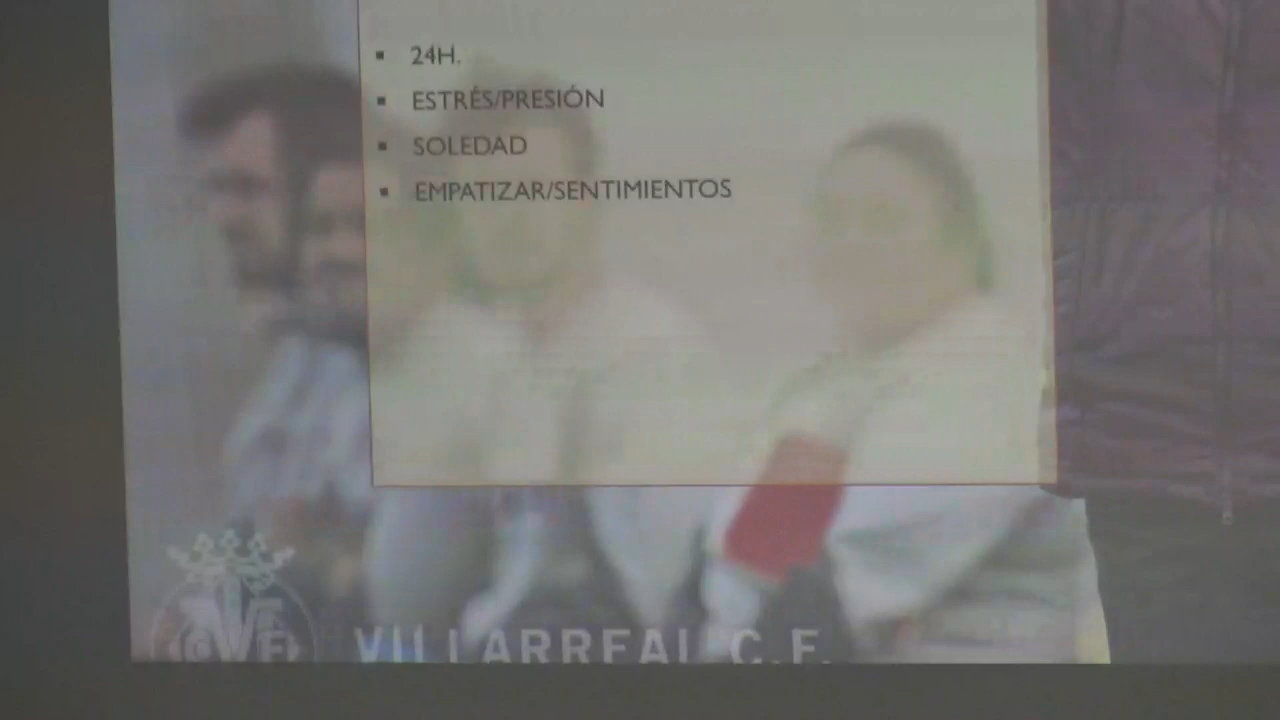 24H.
ESTRÉS/PRESIÓN
SOLEDAD
EMPATIZAR/SENTIMIENTOS
VILLARREAL C.F.